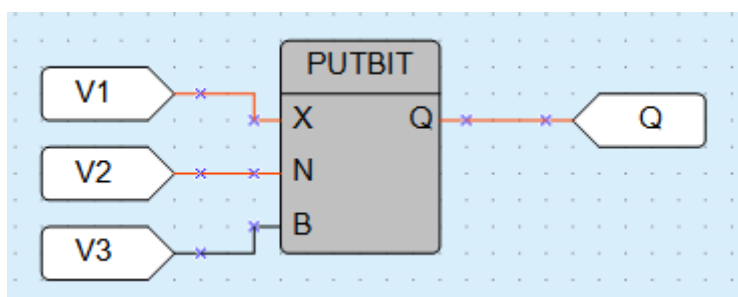 PUTBIT
V1
X Q Q
V2 N
B
V3